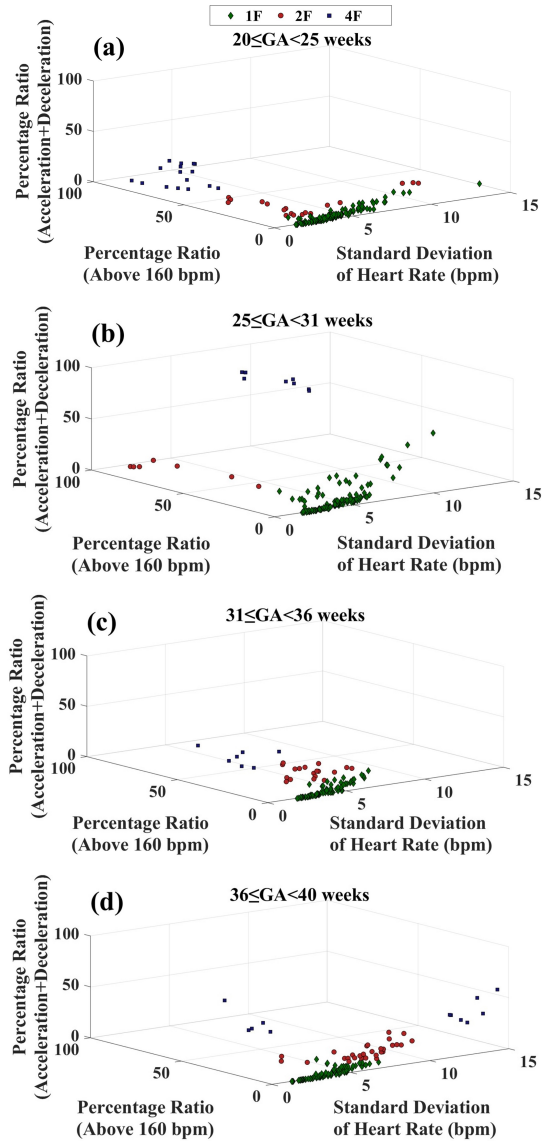 1F 2F 4F
(a)
20≤GA<25 weeks
Percentage Ratio
(Acceleration+Deceleration)
100
50
0
100
50
0
0
5
10
15
Percentage Ratio
(Above 160 bpm)
Standard Deviation
of Heart Rate (bpm)
(b)
25≤GA<31 weeks
Percentage Ratio
(Acceleration+Deceleration)
100
50
0
100
50
0
0
5
10
15
Percentage Ratio
(Above 160 bpm)
Standard Deviation
of Heart Rate (bpm)
(c)
31≤GA<36 weeks
Percentage Ratio
(Acceleration+Deceleration)
100
50
0
100
50
0
0
5
10
15
Percentage Ratio
(Above 160 bpm)
Standard Deviation
of Heart Rate (bpm)
(d)
36≤GA<40 weeks
Percentage Ratio
(Acceleration+Deceleration)
100
50
0
100
50
0
0
5
10
15
Percentage Ratio
(Above 160 bpm)
Standard Deviation
of Heart Rate (bpm)